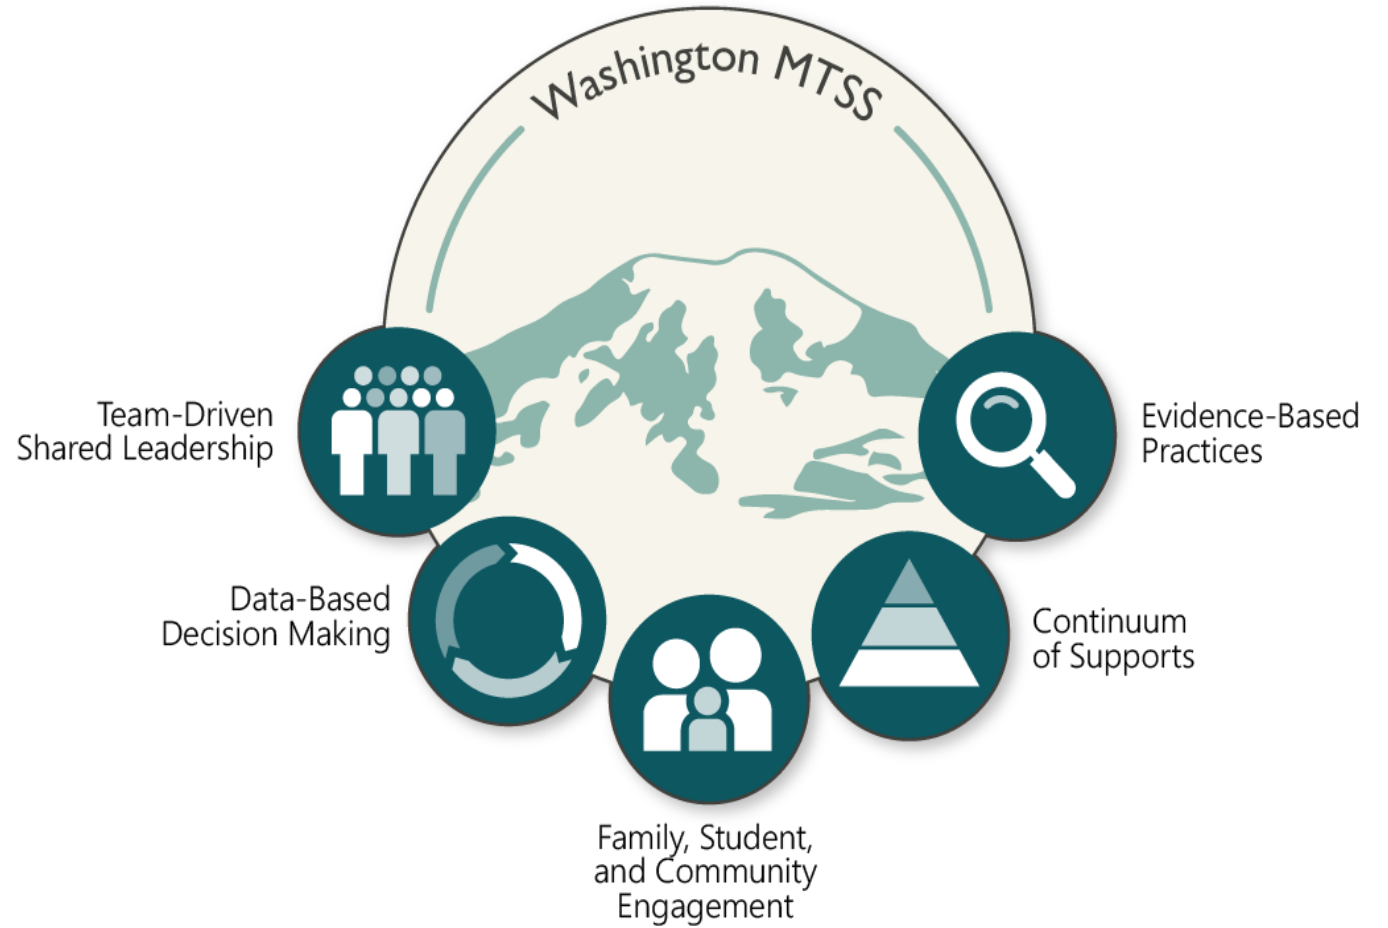 Washington MTSS
Team-Driven
Shared Leadership
Evidence-Based
Practices
Data-Based
Decision Making
Continuum
of Supports
Family, Student,
and Community
Engagement